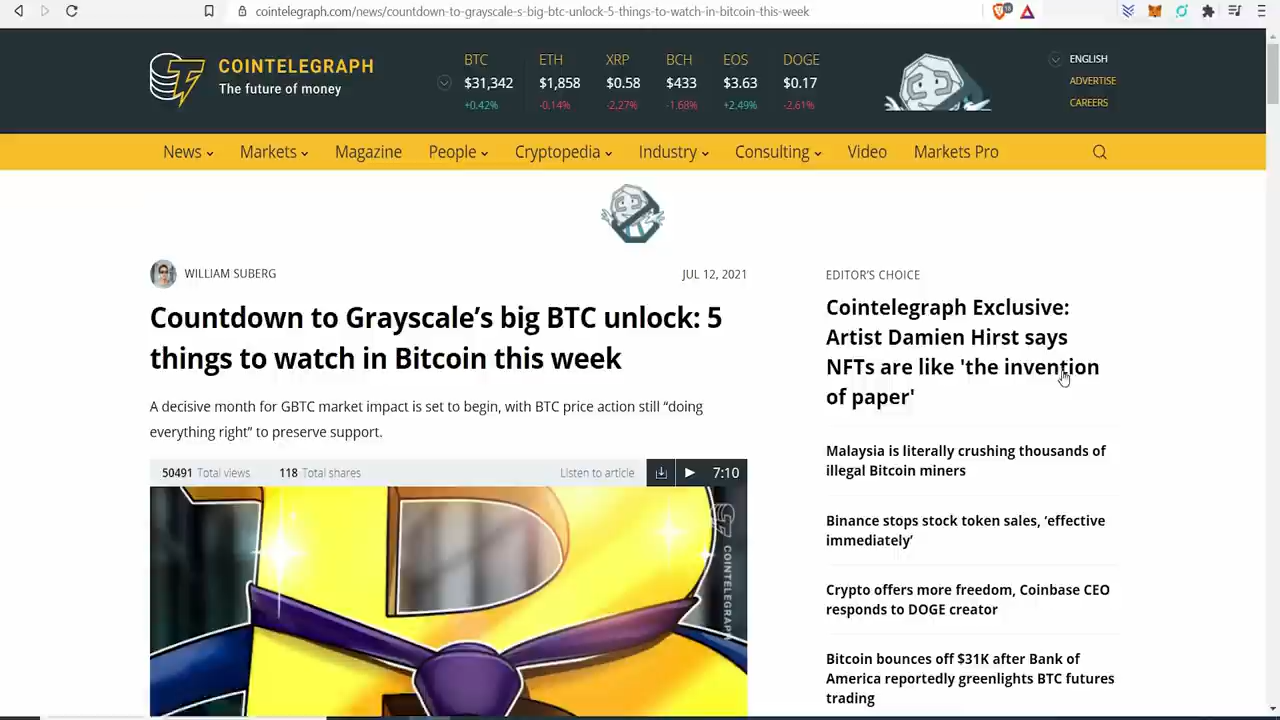 cointelegraph.com/news/countdown-to-grayscale-s-big-btc-unlock-5-things-to-watch-in-bitcoin-this-week
COINTELEGRAPH
The future of money
BTC ETH XRP BCH EOS DOGE
$31,342 $1,858 $0.58 $433 $3.63 $0.17
+0.42% -0.14% -2,27% -1.68% +2.49% -2.61%
ENGLISH
ADVERTISE
CAREERS
News Markets Magazine People Cryptopedia Industry Consulting Video Markets Pro
WILLIAM SUBERG
JUL 12, 2021
Countdown to Grayscale’s big BTC unlock: 5
things to watch in Bitcoin this week
A decisive month for GBTC market impact is set to begin, with BTC price action still “doing
everything right” to preserve support.
50491 Total views 118 Total shares Listen to article 7:10
COINTELEGRAPH
EDITOR’S CHOICE
Cointelegraph Exclusive:
Artist Damien Hirst says
NFTs are like 'the invention
of paper'
Malaysia is literally crushing thousands of
illegal Bitcoin miners
Binance stops stock token sales, ‘effective
immediately’
Crypto offers more freedom, Coinbase CEO
responds to DOGE creator
Bitcoin bounces off $31K after Bank of
America reportedly greenlights BTC futures
trading